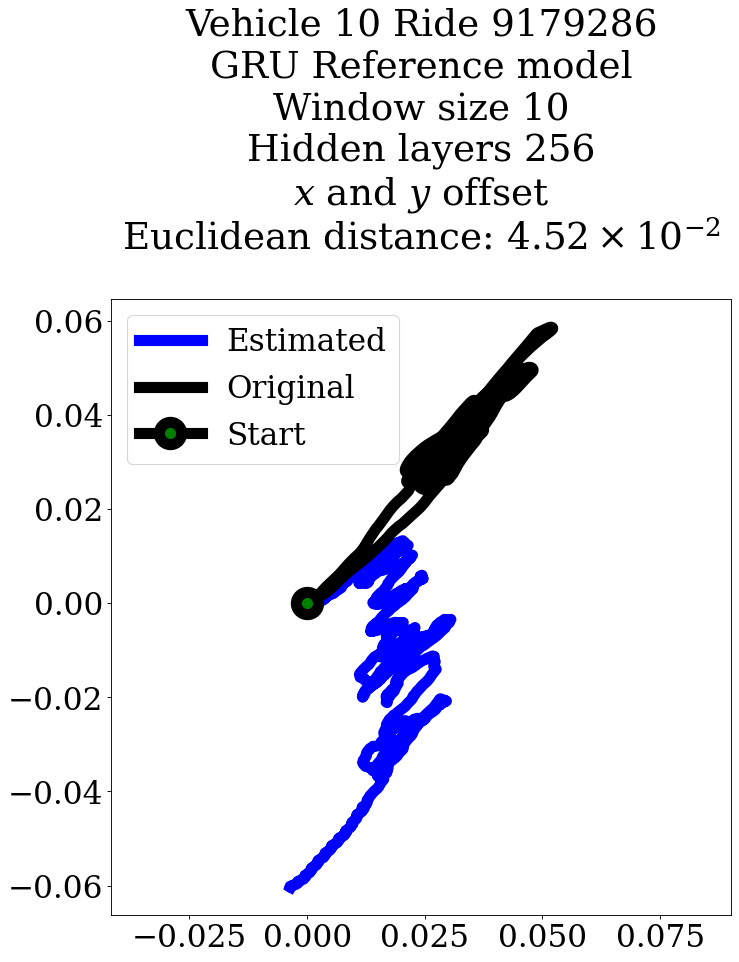 Vehicle 10 Ride 9179286
GRU Reference model
Window size 10
Hidden layers 256
x and y offset
Euclidean distance: 4.52 × 10⁻²
Estimated
Original
Start
0.06
0.04
0.02
0.00
−0.02
−0.04
−0.06
−0.025 0.000 0.025 0.050 0.075